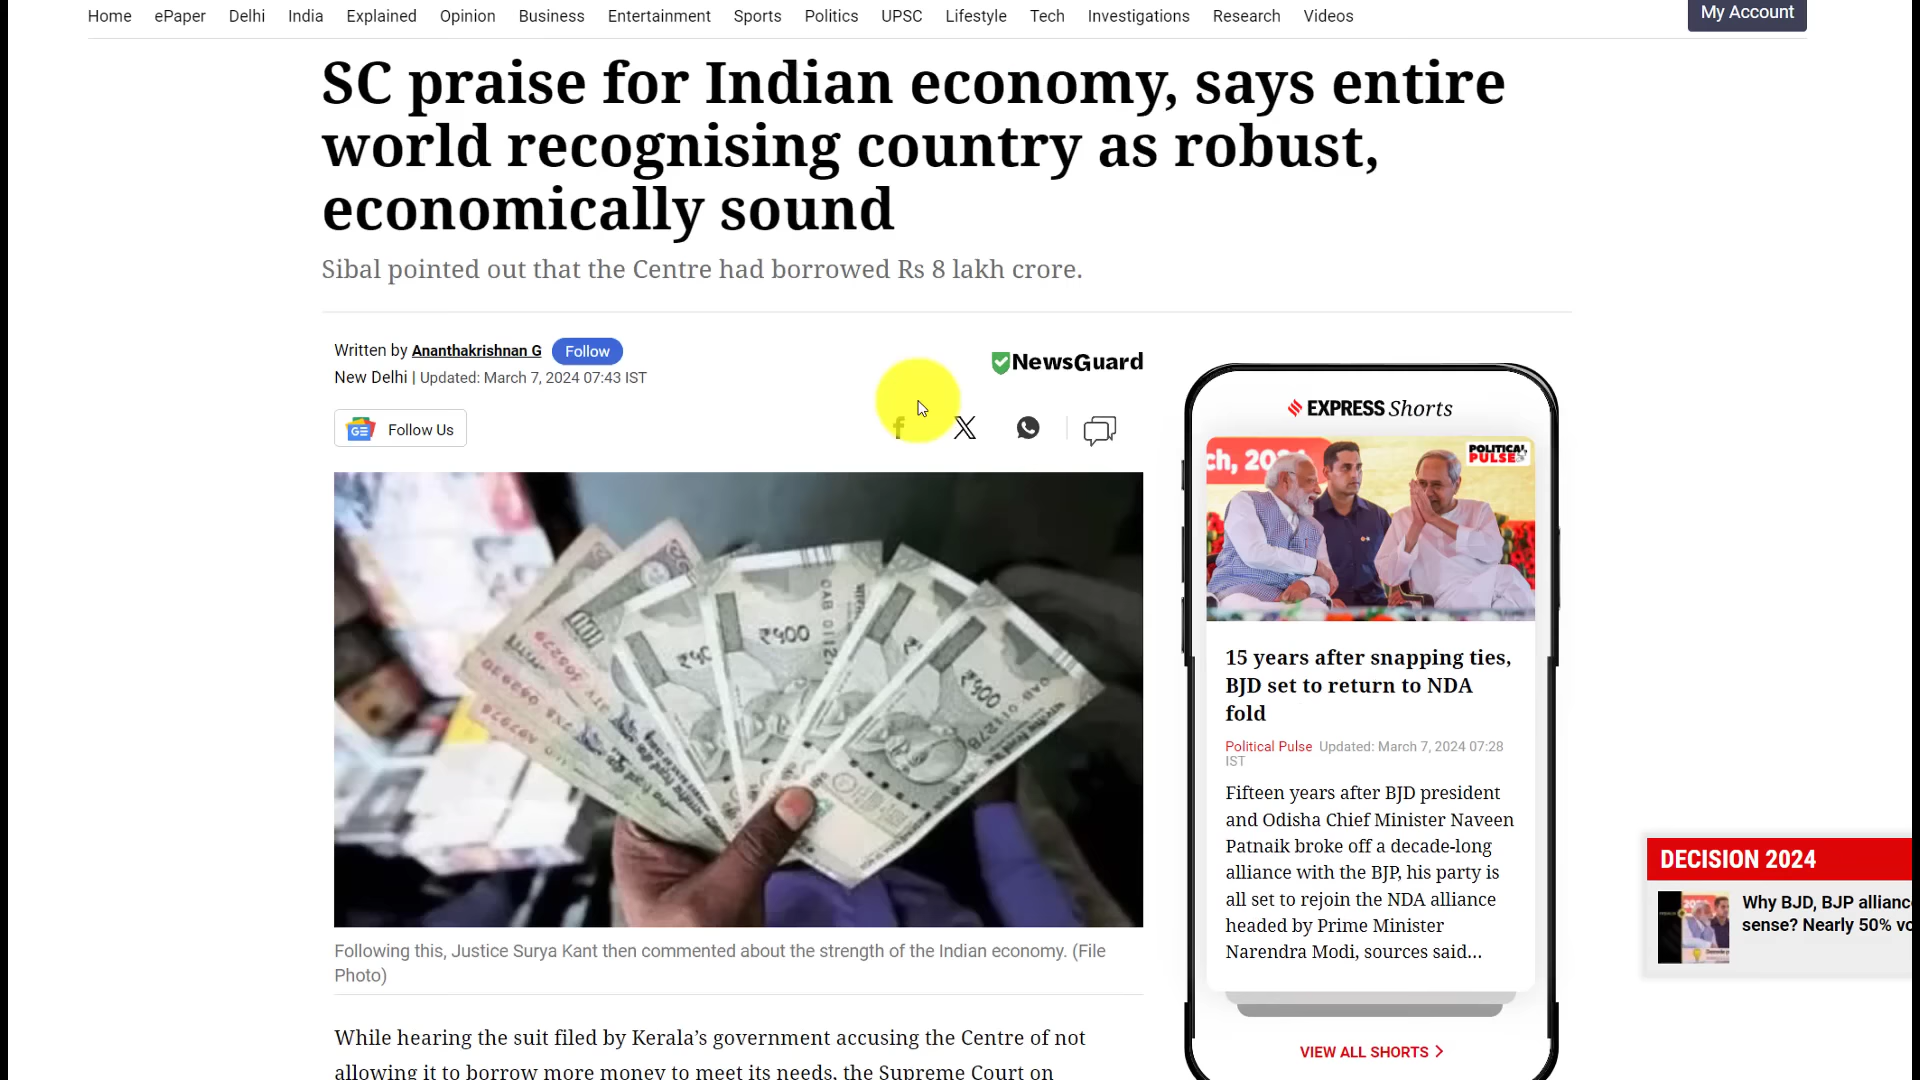 Home ePaper Delhi India Explained Opinion Business Entertainment Sports Politics UPSC Lifestyle Tech Investigations Research Videos My Account
SC praise for Indian economy, says entire
world recognising country as robust,
economically sound
Sibal pointed out that the Centre had borrowed Rs 8 lakh crore.
Written by Ananthakrishnan G Follow
New Delhi | Updated: March 7, 2024 07:43 IST
NewsGuard
GE Follow Us
₹500
₹500
Following this, Justice Surya Kant then commented about the strength of the Indian economy. (File
Photo)
While hearing the suit filed by Kerala’s government accusing the Centre of not
allowing it to borrow more money to meet its needs, the Supreme Court on
EXPRESS Shorts
ch, 202
POLITICAL
PULSE
15 years after snapping ties,
BJD set to return to NDA
fold
Political Pulse Updated: March 7, 2024 07:28
IST
Fifteen years after BJD president
and Odisha Chief Minister Naveen
Patnaik broke off a decade-long
alliance with the BJP, his party is
all set to rejoin the NDA alliance
headed by Prime Minister
Narendra Modi, sources said...
VIEW ALL SHORTS
DECISION 2024
Why BJD, BJP allianc
sense? Nearly 50% vo